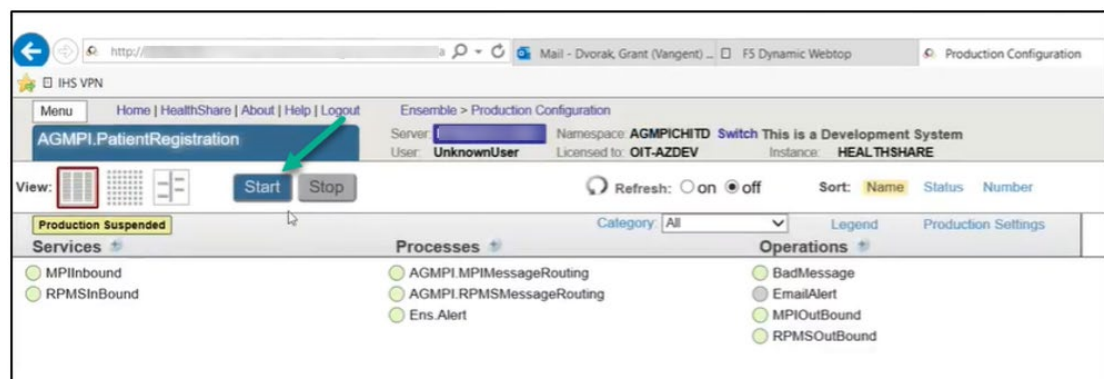 http:// a Mail - Dvorak, Grant (Vangent) ... F5 Dynamic Webtop Production Configuration
IHS VPN
Menu Home | HealthShare | About | Help | Logout Ensemble > Production Configuration
AGMPI.PatientRegistration
Server: Namespace: AGMPICHITD Switch This is a Development System
User: UnknownUser Licensed to: OIT-AZDEV Instance: HEALTHSHARE
View: Start Stop Refresh: on off Sort: Name Status Number
Production Suspended Category: All Legend Production Settings
Services Processes Operations
MPIInbound AGMPI.MPIMessageRouting BadMessage
RPMSInBound AGMPI.RPMSMessageRouting EmailAlert
Ens.Alert MPIOutBound
RPMSOutBound